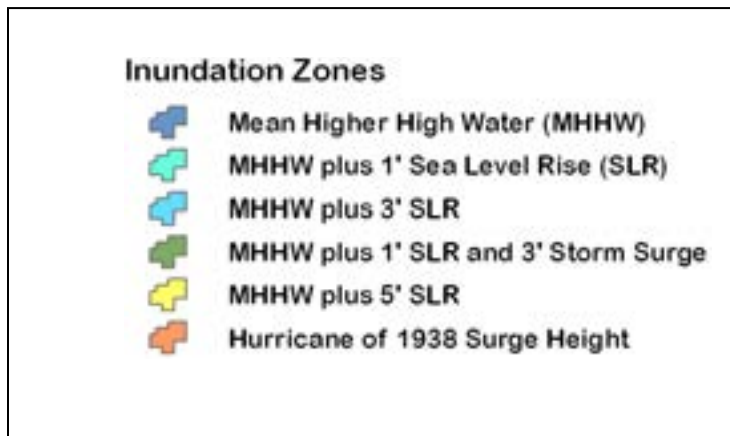 Inundation Zones
Mean Higher High Water (MHHW)
MHHW plus 1' Sea Level Rise (SLR)
MHHW plus 3' SLR
MHHW plus 1' SLR and 3' Storm Surge
MHHW plus 5' SLR
Hurricane of 1938 Surge Height